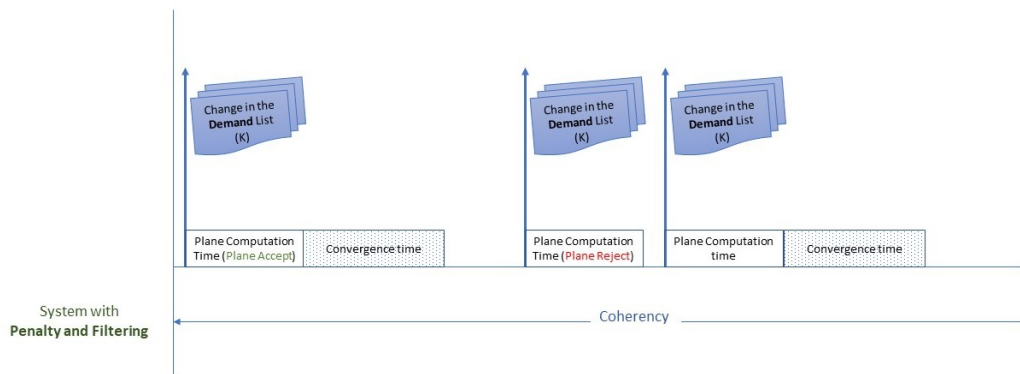 Change in the
Demand List
(K)
Change in the
Demand List
(K)
Change in the
Demand List
(K)
Plane Computation
Time (Plane Accept)
Convergence time
Plane Computation
Time (Plane Reject)
Plane Computation
time
Convergence time
System with
Penalty and Filtering
Coherency